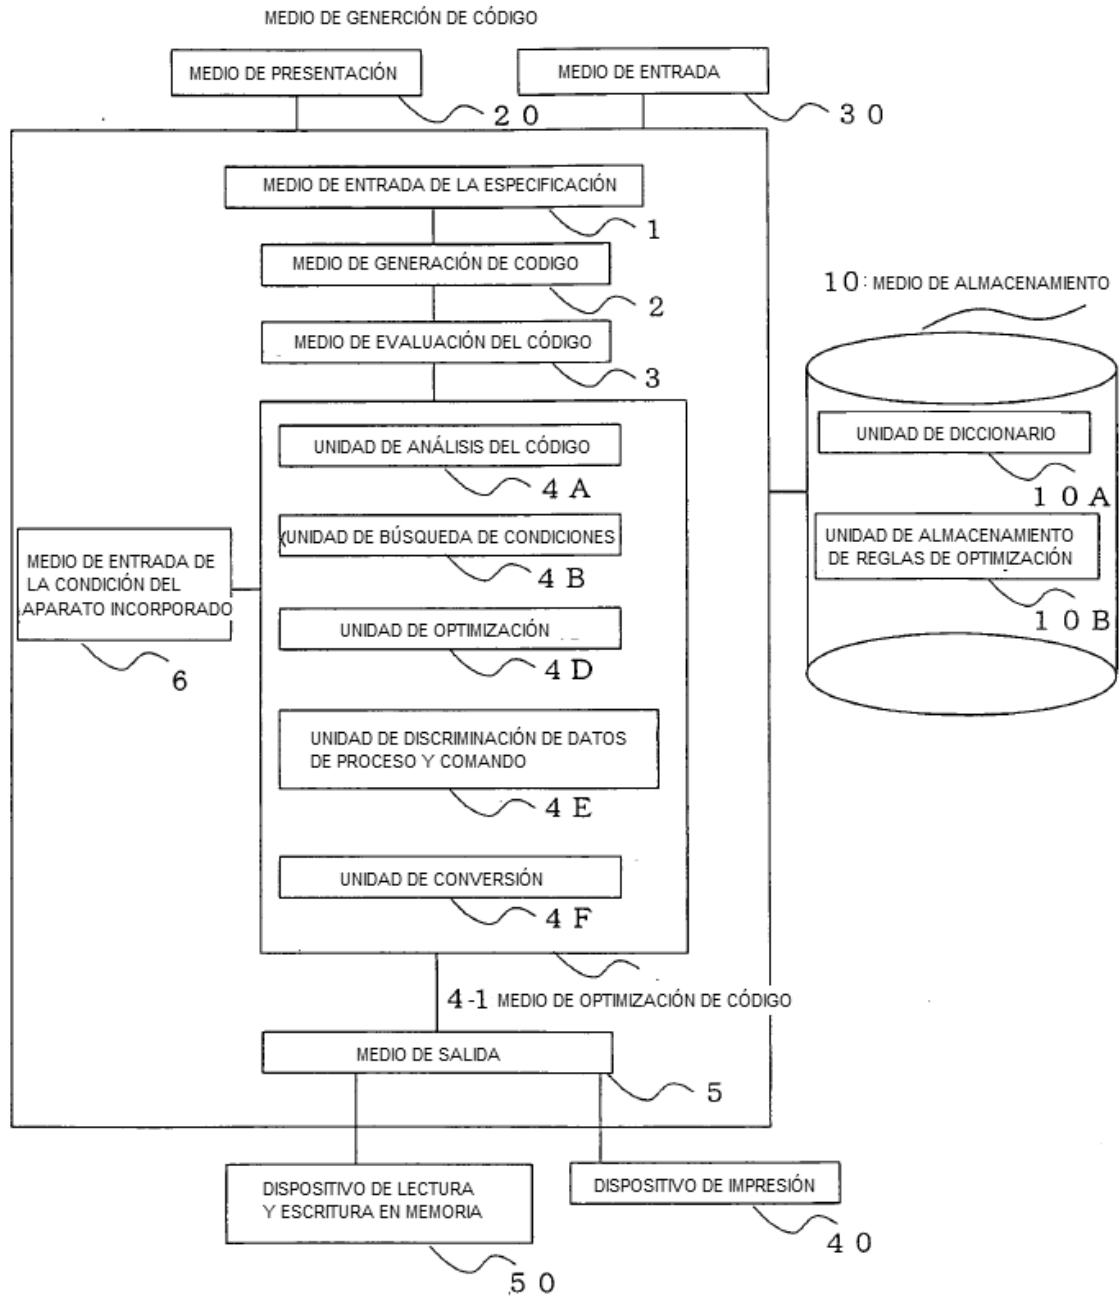 MEDIO DE GENERCIÓN DE CÓDIGO
MEDIO DE PRESENTACIÓN
20
MEDIO DE ENTRADA
30
MEDIO DE ENTRADA DE LA ESPECIFICACIÓN
1
MEDIO DE GENERACIÓN DE CODIGO
2
MEDIO DE EVALUACIÓN DEL CÓDIGO
3
10: MEDIO DE ALMACENAMIENTO
UNIDAD DE DICCIONARIO
10A
UNIDAD DE ALMACENAMIENTO
DE REGLAS DE OPTIMIZACIÓN
10B
UNIDAD DE ANÁLISIS DEL CÓDIGO
4A
UNIDAD DE BÚSQUEDA DE CONDICIONES
4B
MEDIO DE ENTRADA DE
LA CONDICIÓN DEL
APARATO INCORPORADO
6
UNIDAD DE OPTIMIZACIÓN
4D
UNIDAD DE DISCRIMINACIÓN DE DATOS
DE PROCESO Y COMANDO
4E
UNIDAD DE CONVERSIÓN
4F
4-1 MEDIO DE OPTIMIZACIÓN DE CÓDIGO
MEDIO DE SALIDA
5
DISPOSITIVO DE LECTURA
Y ESCRITURA EN MEMORIA
50
DISPOSITIVO DE IMPRESIÓN
40